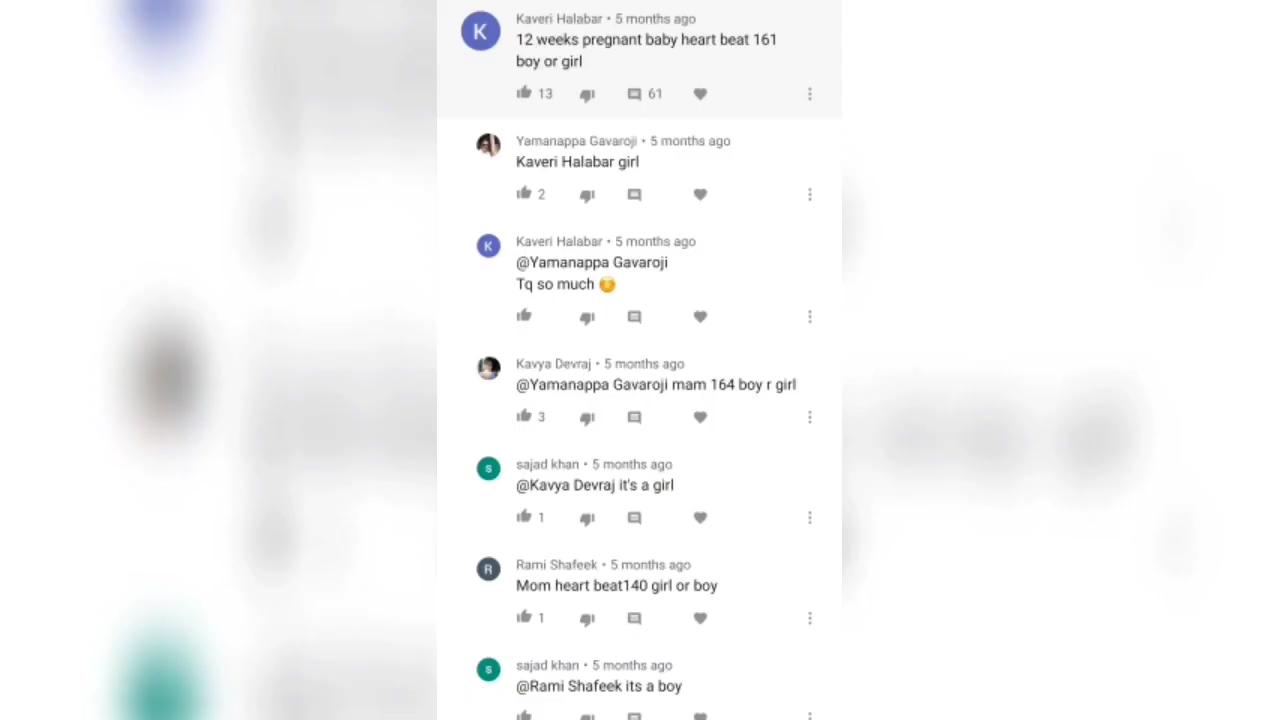 Kaveri Halabar • 5 months ago
12 weeks pregnant baby heart beat 161
boy or girl
13 61
Yamanappa Gavaroji • 5 months ago
Kaveri Halabar girl
2
Kaveri Halabar • 5 months ago
@Yamanappa Gavaroji
Tq so much 😊
Kavya Devraj • 5 months ago
@Yamanappa Gavaroji mam 164 boy r girl
3
sajad khan • 5 months ago
@Kavya Devraj it's a girl
1
Rami Shafeek • 5 months ago
Mom heart beat140 girl or boy
1
sajad khan • 5 months ago
@Rami Shafeek its a boy